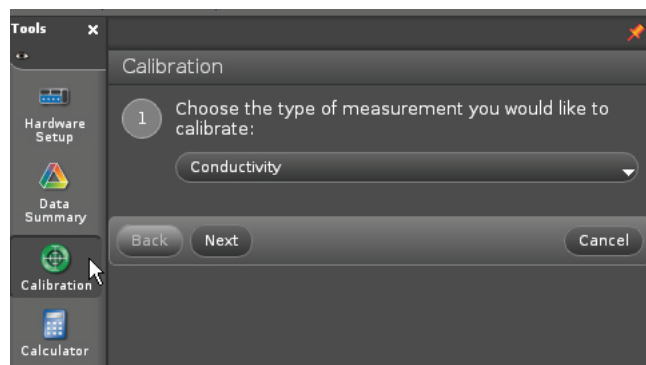 Tools
Hardware
Setup
Data
Summary
Calibration
Calculator
Calibration
1
Choose the type of measurement you would like to
calibrate:
Conductivity
Back
Next
Cancel